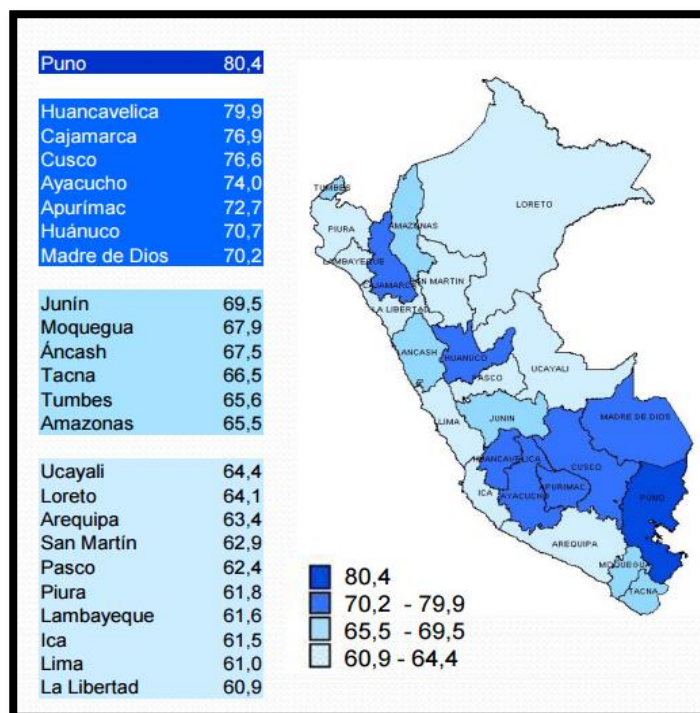 Puno 80,4
Huancavelica 79,9
Cajamarca 76,9
Cusco 76,6
Ayacucho 74,0
Apurímac 72,7
Huánuco 70,7
Madre de Dios 70,2
Junín 69,5
Moquegua 67,9
Áncash 67,5
Tacna 66,5
Tumbes 65,6
Amazonas 65,5
Ucayali 64,4
Loreto 64,1
Arequipa 63,4
San Martín 62,9
Pasco 62,4
Piura 61,8
Lambayeque 61,6
Ica 61,5
Lima 61,0
La Libertad 60,9
TUMBES
LORETO
PIURA
AMAZONAS
LAMBAYEQUE
CAJAMARCA
SAN MARTIN
LA LIBERTAD
ANCASH
HUANUCO
UCAYALI
PASCO
LIMA
JUNIN
MADRE DE DIOS
HUANCAVELICA
CUSCO
ICA
AYACUCHO
APURIMAC
PUNO
AREQUIPA
MOQUEGUA
TACNA
80,4
70,2 - 79,9
65,5 - 69,5
60,9 - 64,4